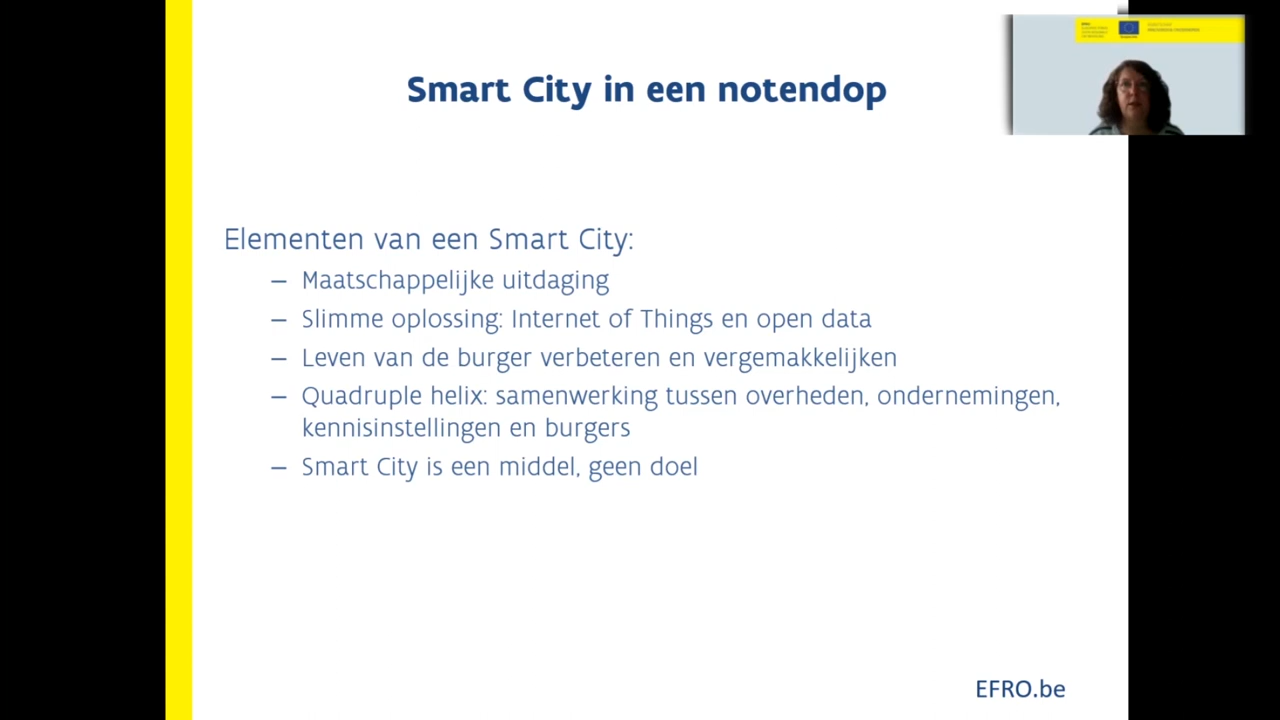 Smart City in een notendop
Elementen van een Smart City:
– Maatschappelijke uitdaging
– Slimme oplossing: Internet of Things en open data
– Leven van de burger verbeteren en vergemakkelijken
– Quadruple helix: samenwerking tussen overheden, ondernemingen,
kennisinstellingen en burgers
– Smart City is een middel, geen doel
EFRO.be